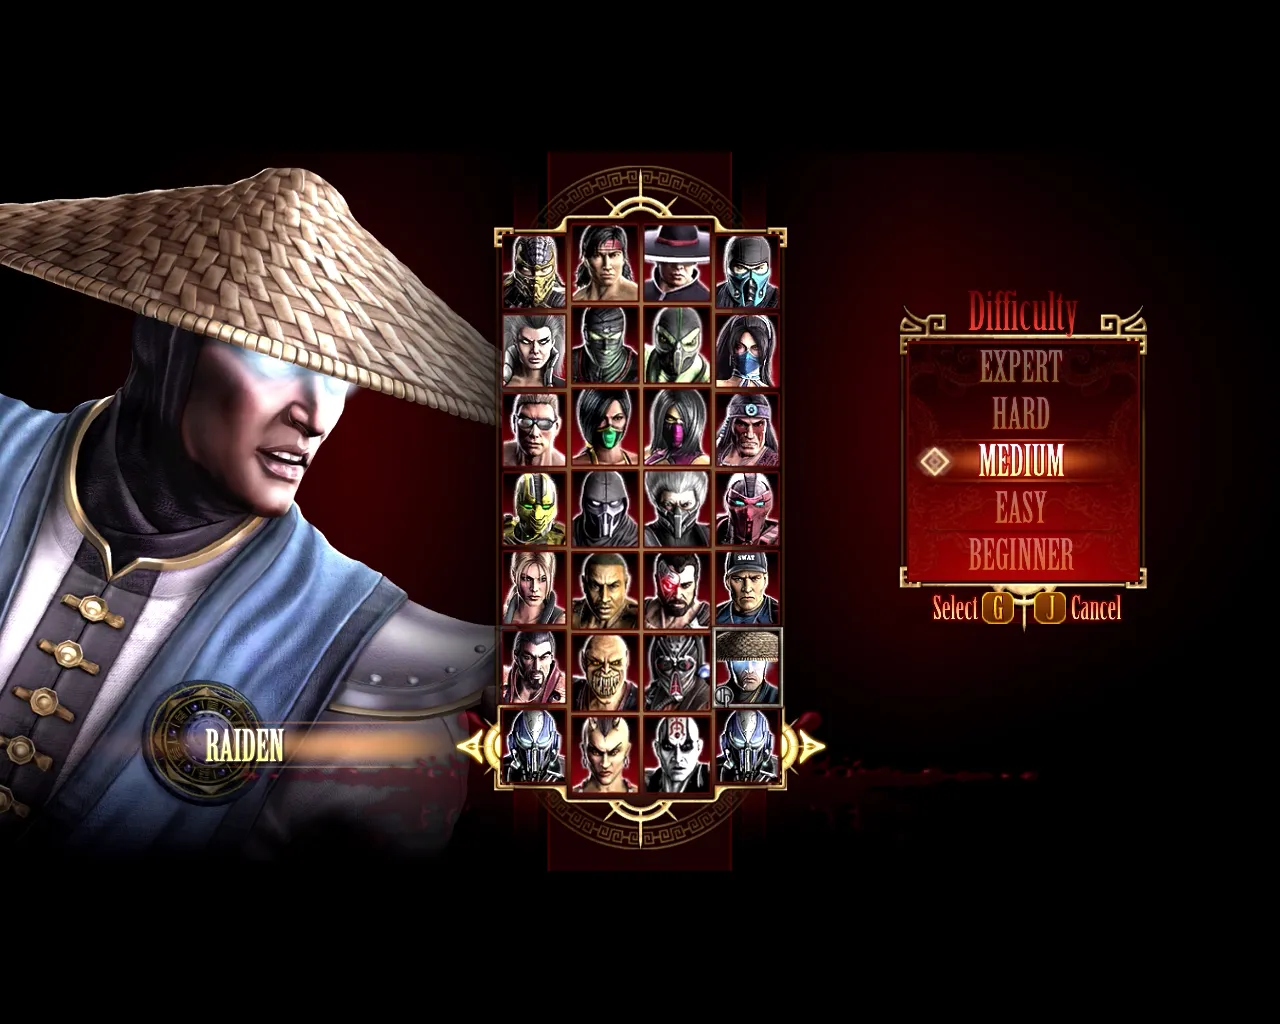 Difficulty
EXPERT
HARD
MEDIUM
EASY
BEGINNER
Select G J Cancel
SWAT
RAIDEN